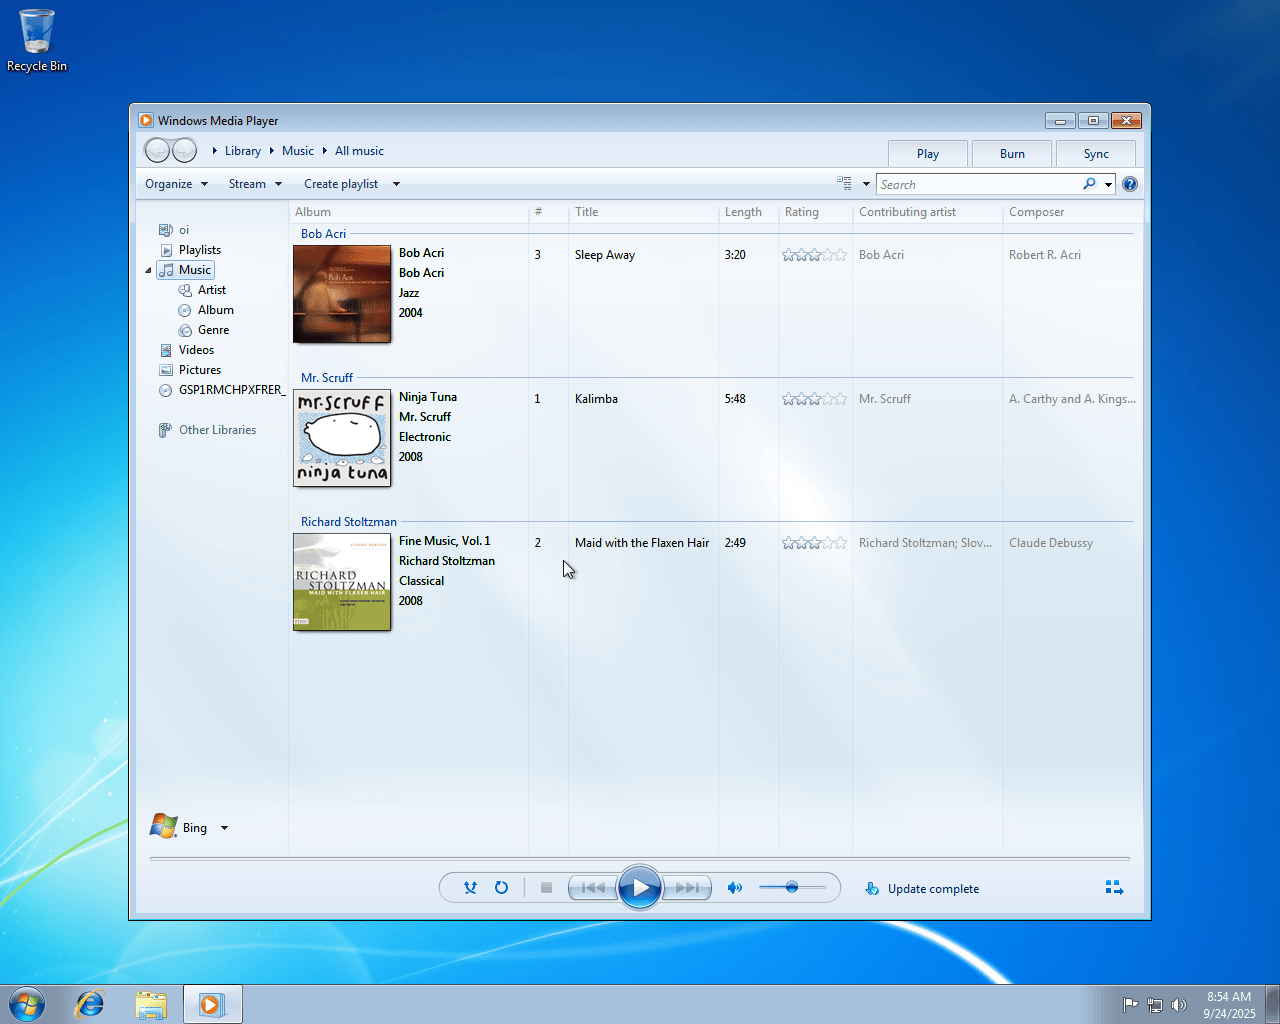 Recycle Bin
Windows Media Player
Library Music All music
Play Burn Sync
Organize Stream Create playlist Search
Album # Title Length Rating Contributing artist Composer
oi
Playlists
Music
Artist
Album
Genre
Videos
Pictures
GSP1RMCHPXFRER_
Other Libraries
Bob Acri
Bob Acri 3 Sleep Away 3:20 Bob Acri Robert R. Acri
Bob Acri
Jazz
2004
Bob Acri
Mr. Scruff
Ninja Tuna 1 Kalimba 5:48 Mr. Scruff A. Carthy and A. Kings...
Mr. Scruff
Electronic
2008
mr.scruff
ninja tuna
Richard Stoltzman
Fine Music, Vol. 1 2 Maid with the Flaxen Hair 2:49 Richard Stoltzman; Slov... Claude Debussy
Richard Stoltzman
Classical
2008
CLAUDE DEBUSSY
RICHARD
STOLTZMAN
MAID WITH FLAXEN HAIR
Bing
Update complete
8:54 AM
9/24/2025